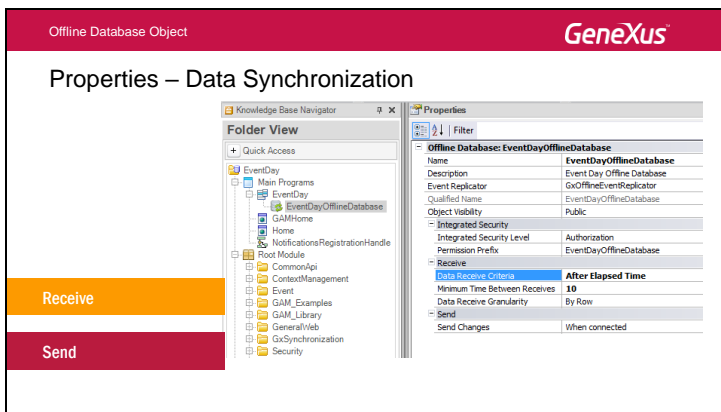 Offline Database Object
GeneXus™
Properties – Data Synchronization
Knowledge Base Navigator
Folder View
+ Quick Access
EventDay
Main Programs
EventDay
EventDayOfflineDatabase
GAMHome
Home
NotificationsRegistrationHandle
Root Module
CommonApi
ContextManagement
Event
GAM_Examples
GAM_Library
GeneralWeb
GxSynchronization
Security
Properties
Filter
Offline Database: EventDayOfflineDatabase
Name EventDayOfflineDatabase
Description Event Day Offline Database
Event Replicator GxOfflineEventReplicator
Qualified Name EventDayOfflineDatabase
Object Visibility Public
Integrated Security
Integrated Security Level Authorization
Permission Prefix EventDayOfflineDatabase
Receive
Data Receive Criteria After Elapsed Time
Minimum Time Between Receives 10
Data Receive Granularity By Row
Send
Send Changes When connected
Receive
Send